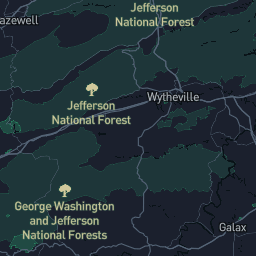 Jefferson
National Forest
azewell
Jefferson
National Forest
Wytheville
George Washington
and Jefferson
National Forests
Galax